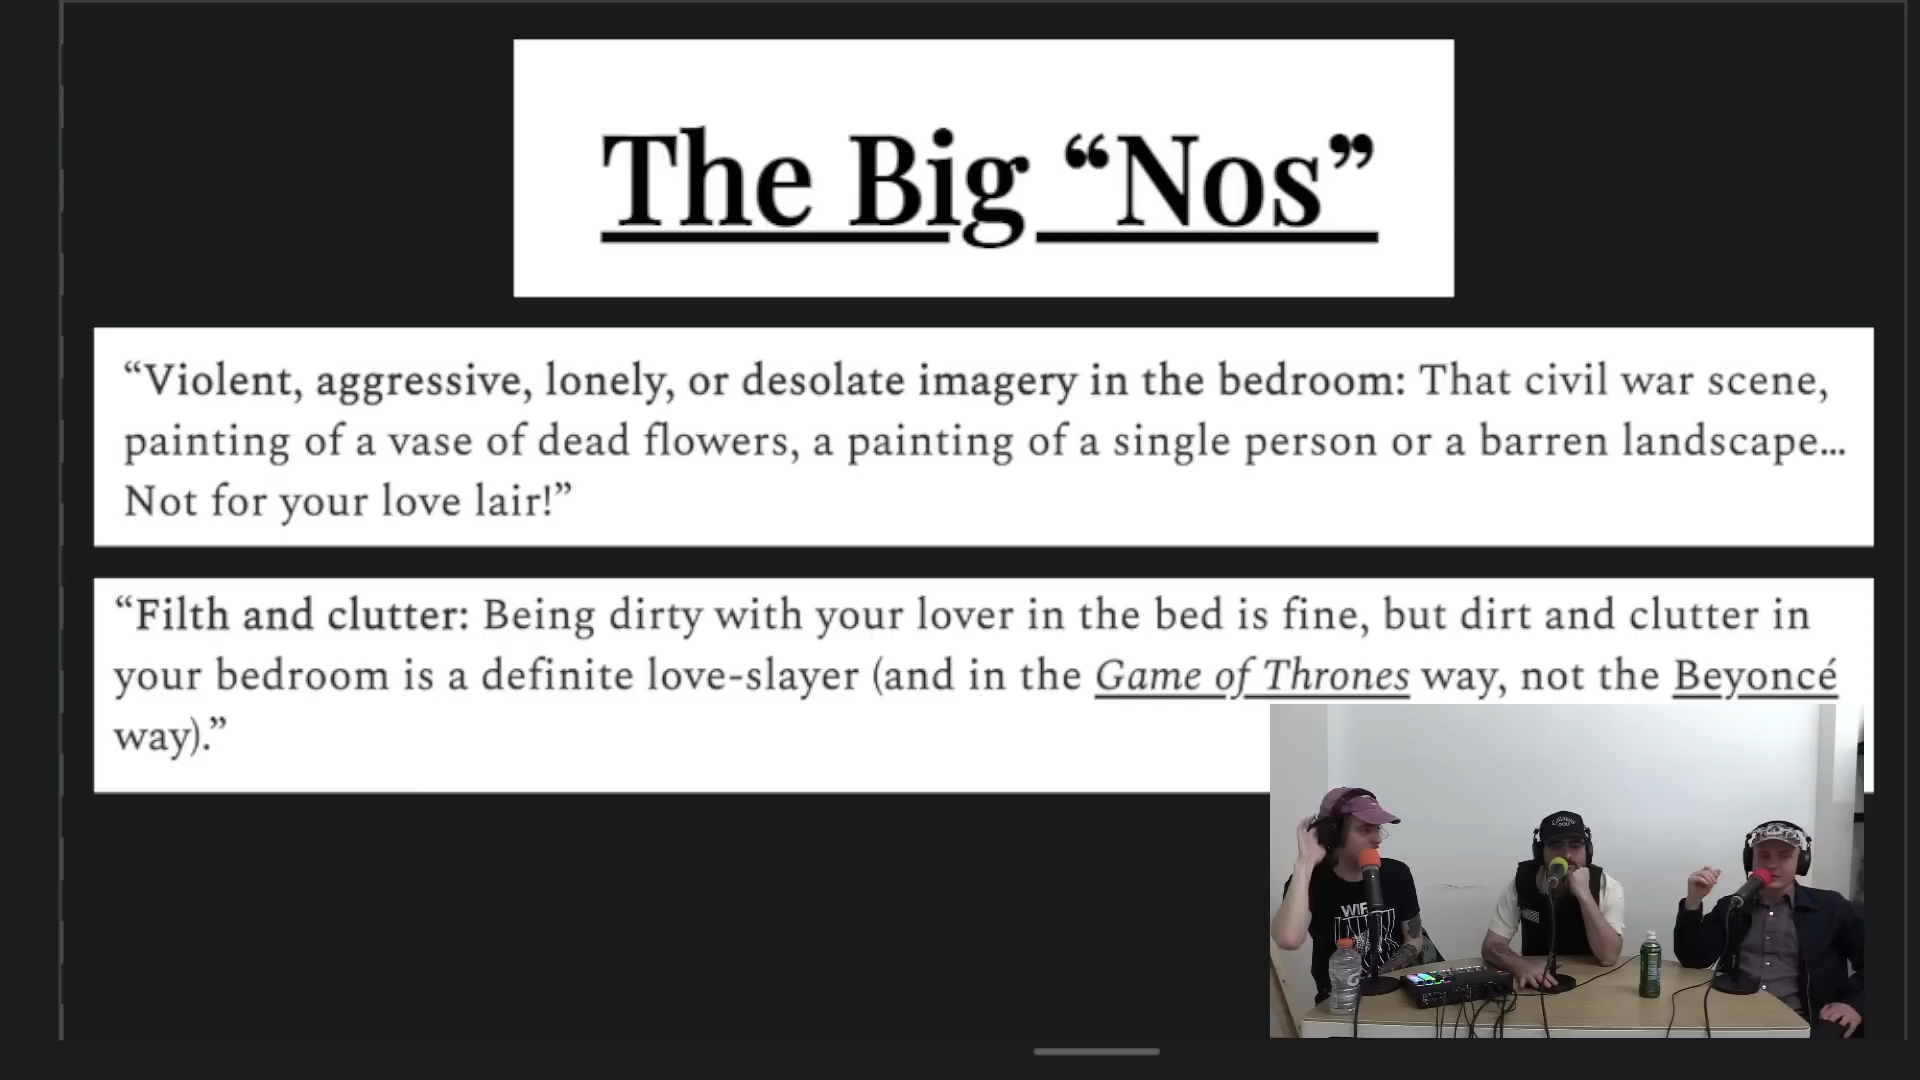 The Big “Nos”
“Violent, aggressive, lonely, or desolate imagery in the bedroom: That civil war scene,
painting of a vase of dead flowers, a painting of a single person or a barren landscape...
Not for your love lair!”
“Filth and clutter: Being dirty with your lover in the bed is fine, but dirt and clutter in
your bedroom is a definite love-slayer (and in the Game of Thrones way, not the Beyoncé
way).”